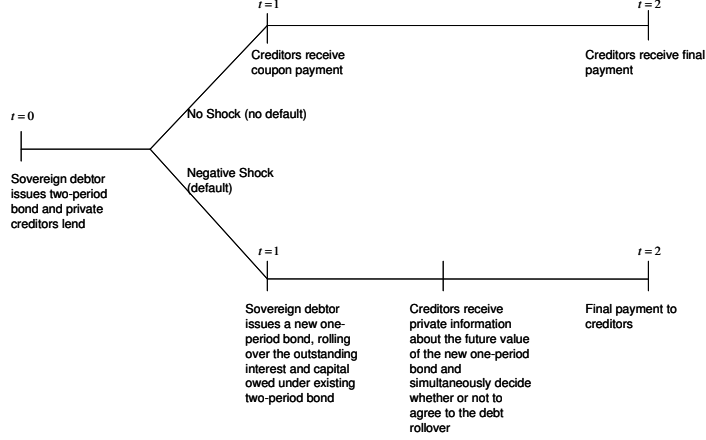 t=1
t=2
Creditors receive
coupon payment
Creditors receive final
payment
t=0
No Shock (no default)
Sovereign debtor
issues two-period
bond and private
creditors lend
Negative Shock
(default)
t=1
t=2
Sovereign debtor
issues a new one-
period bond, rolling
over the outstanding
interest and capital
owed under existing
two-period bond
Creditors receive
private information
about the future value
of the new one-period
bond and
simultaneously decide
whether or not to
agree to the debt
rollover
Final payment to
creditors